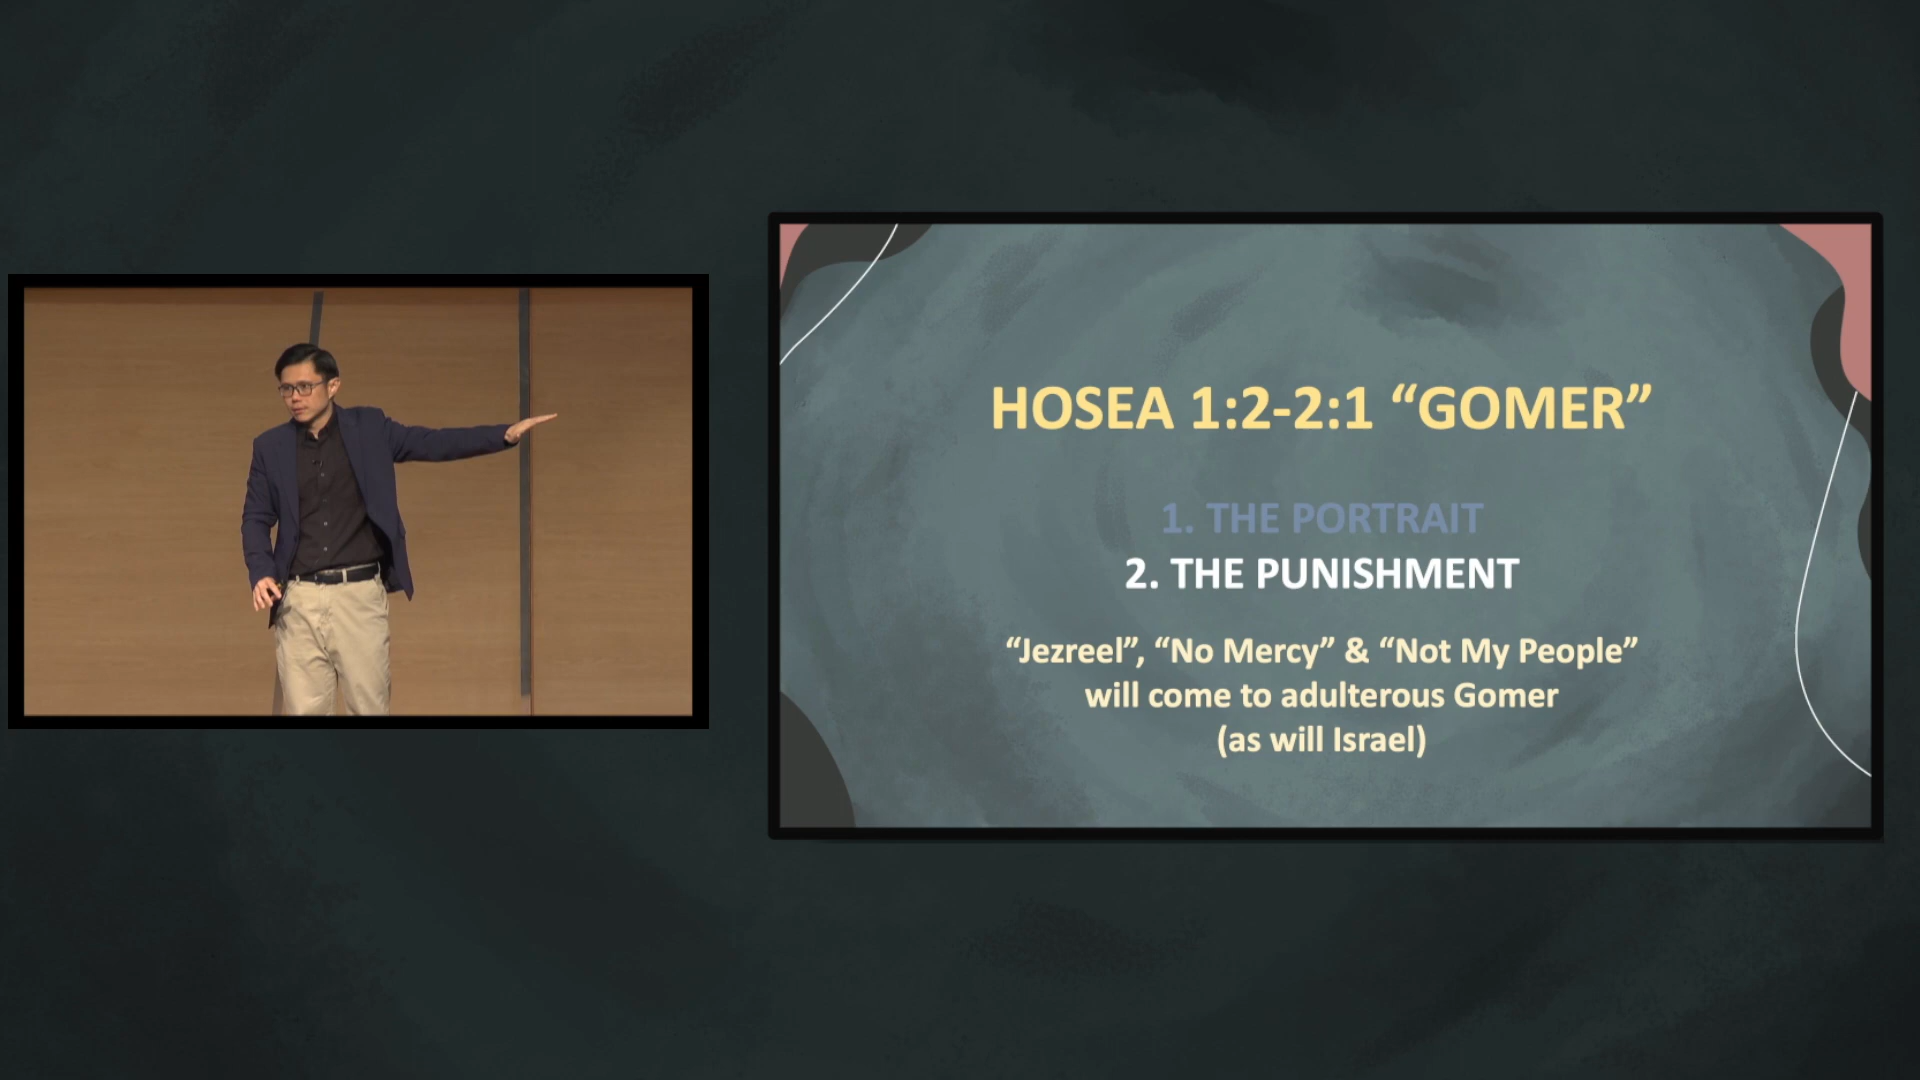 HOSEA 1:2-2:1 “GOMER”
1. THE PORTRAIT
2. THE PUNISHMENT
“Jezreel”, “No Mercy” & “Not My People”
will come to adulterous Gomer
(as will Israel)